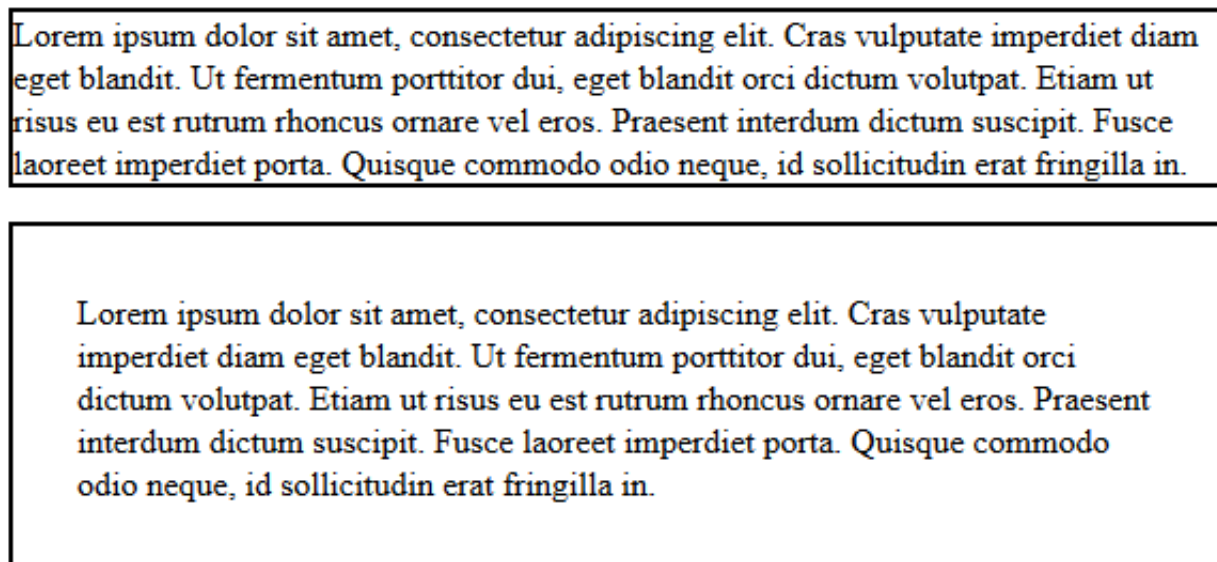 Lorem ipsum dolor sit amet, consectetur adipiscing elit. Cras vulputate imperdiet diam
eget blandit. Ut fermentum porttitor dui, eget blandit orci dictum volutpat. Etiam ut
risus eu est rutrum rhoncus ornare vel eros. Praesent interdum dictum suscipit. Fusce
laoreet imperdiet porta. Quisque commodo odio neque, id sollicitudin erat fringilla in.
Lorem ipsum dolor sit amet, consectetur adipiscing elit. Cras vulputate
imperdiet diam eget blandit. Ut fermentum porttitor dui, eget blandit orci
dictum volutpat. Etiam ut risus eu est rutrum rhoncus ornare vel eros. Praesent
interdum dictum suscipit. Fusce laoreet imperdiet porta. Quisque commodo
odio neque, id sollicitudin erat fringilla in.